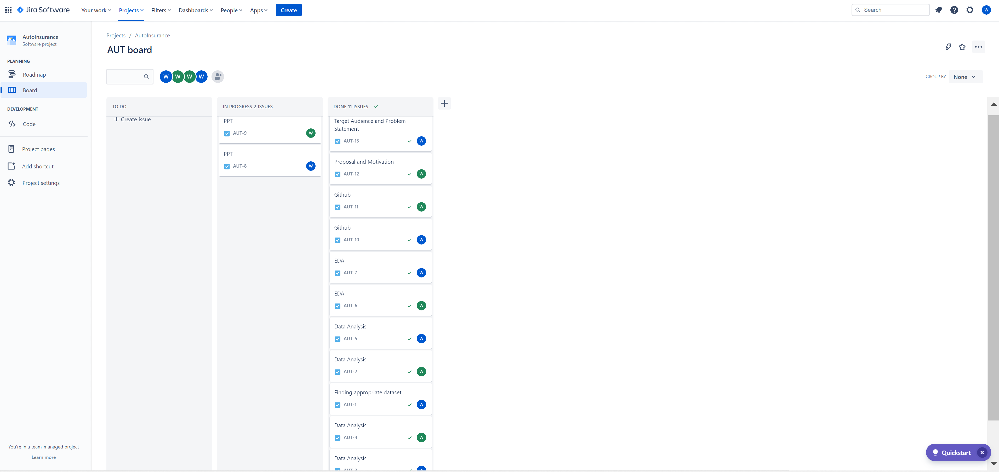 Jira Software
Your work
Projects
Filters
Dashboards
People
Apps
Create
Search
W
AutoInsurance
Software project
PLANNING
Roadmap
Board
DEVELOPMENT
Code
Project pages
Add shortcut
Project settings
You're in a team-managed project
Learn more
Projects / AutoInsurance
AUT board
W W W W
GROUP BY None
TO DO
+ Create issue
IN PROGRESS 2 ISSUES
PPT
AUT-9 W
PPT
AUT-8 W
DONE 11 ISSUES
Target Audience and Problem
Statement
AUT-13 W
Proposal and Motivation
AUT-12 W
Github
AUT-11 W
Github
AUT-10 W
EDA
AUT-7 W
EDA
AUT-6 W
Data Analysis
AUT-5 W
Data Analysis
AUT-2 W
Finding appropriate dataset.
AUT-1 W
Data Analysis
AUT-4 W
Data Analysis
AUT-3 W
Quickstart